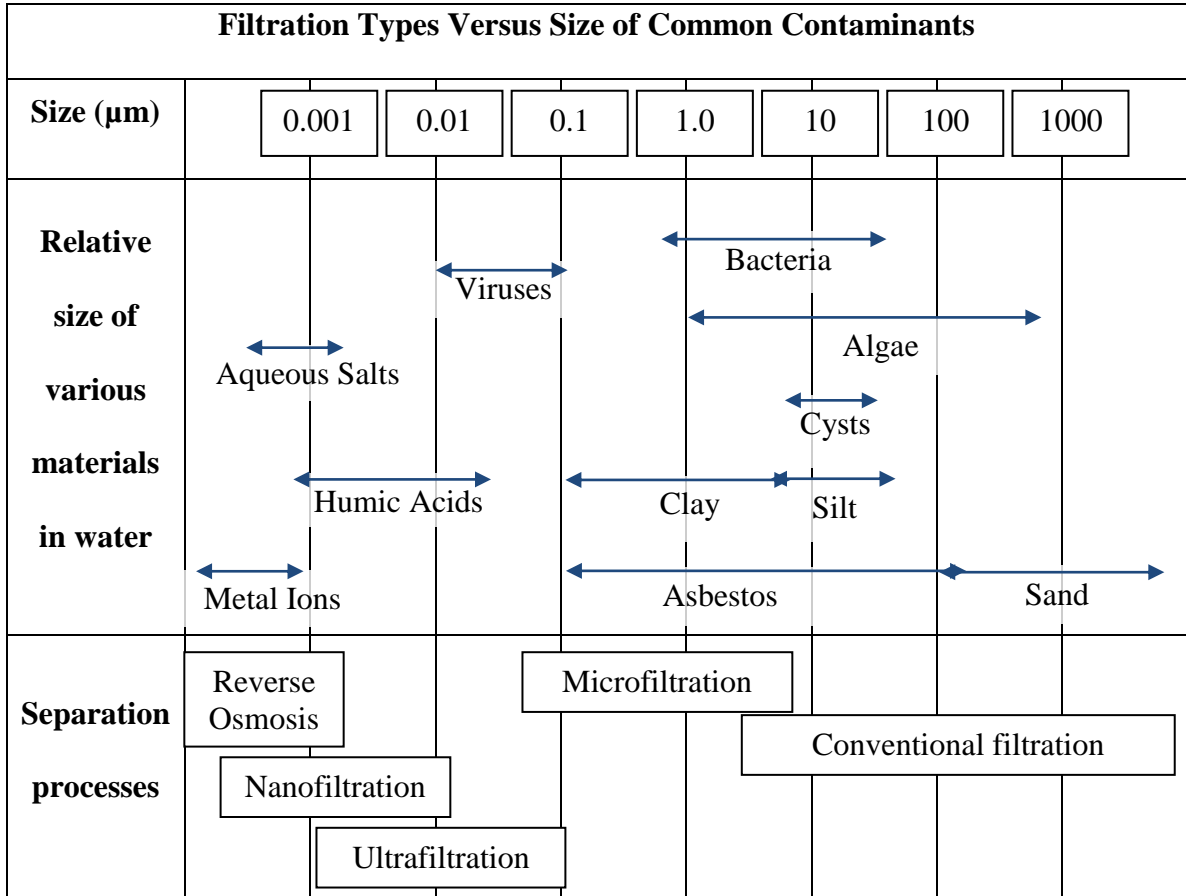 Filtration Types Versus Size of Common Contaminants
Size (µm)
0.001
0.01
0.1
1.0
10
100
1000
Relative
size of
various
materials
in water
Bacteria
Viruses
Algae
Aqueous Salts
Cysts
Humic Acids
Clay
Silt
Metal Ions
Asbestos
Sand
Separation
processes
Reverse
Osmosis
Microfiltration
Conventional filtration
Nanofiltration
Ultrafiltration